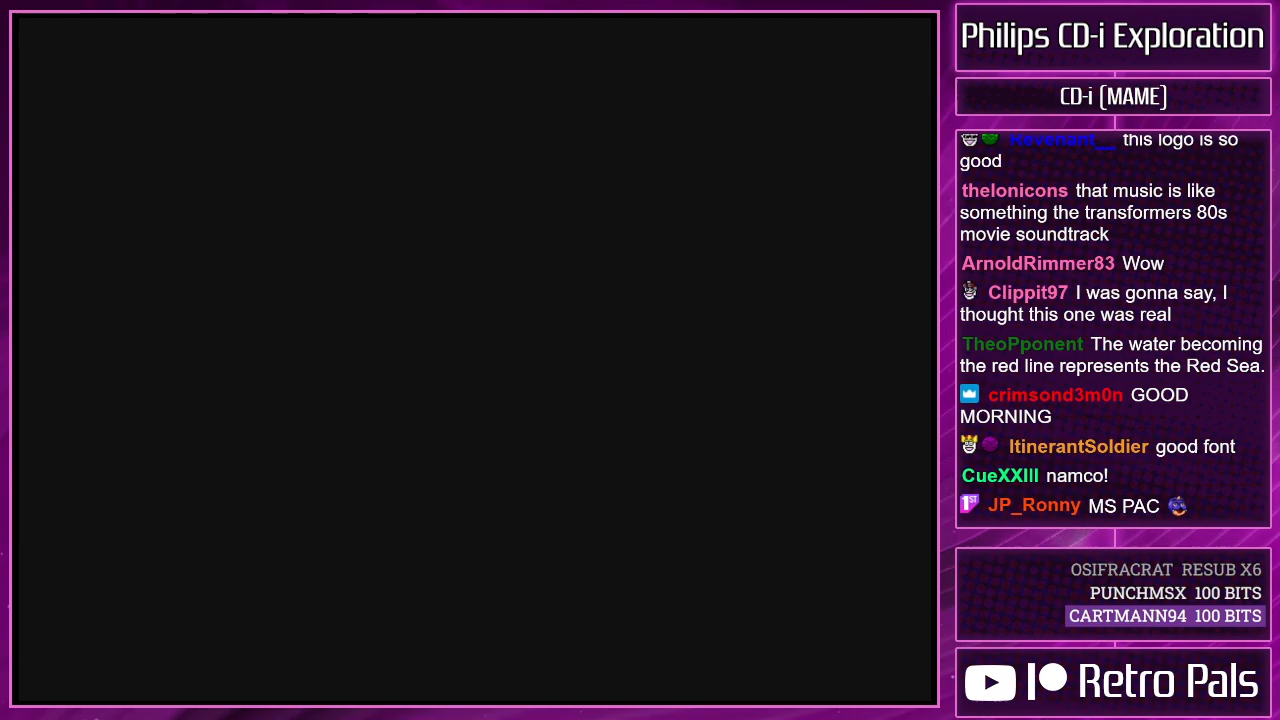 Philips CD-i Exploration
CD-i [MAME]
Revenant__ this logo is so
good
thelonicons that music is like
something the transformers 80s
movie soundtrack
ArnoldRimmer83 Wow
Clippit97 I was gonna say, I
thought this one was real
TheoPponent The water becoming
the red line represents the Red Sea.
crimsond3m0n GOOD
MORNING
ItinerantSoldier good font
CueXXIII namco!
1ST JP_Ronny MS PAC
OSIFRACRAT RESUB X6
PUNCHMSX 100 BITS
CARTMANN94 100 BITS
Retro Pals